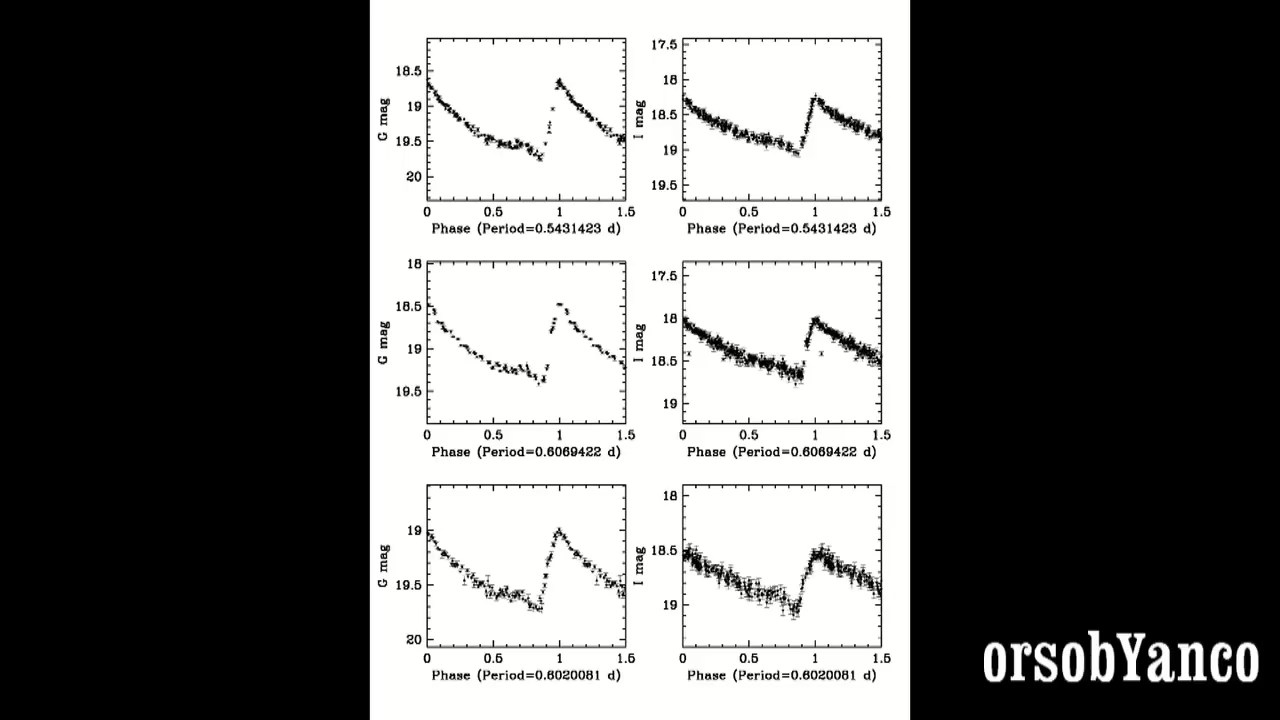 18.5
19
19.5
20
G mag
0 0.5 1 1.5
Phase (Period=0.5431423 d)
17.5
18
18.5
19
19.5
I mag
0 0.5 1 1.5
Phase (Period=0.5431423 d)
18
18.5
19
19.5
G mag
0 0.5 1 1.5
Phase (Period=0.6069422 d)
17.5
18
18.5
19
I mag
0 0.5 1 1.5
Phase (Period=0.6069422 d)
19
19.5
20
G mag
0 0.5 1 1.5
Phase (Period=0.6020081 d)
18
18.5
19
I mag
0 0.5 1 1.5
Phase (Period=0.6020081 d)
orsobYanco